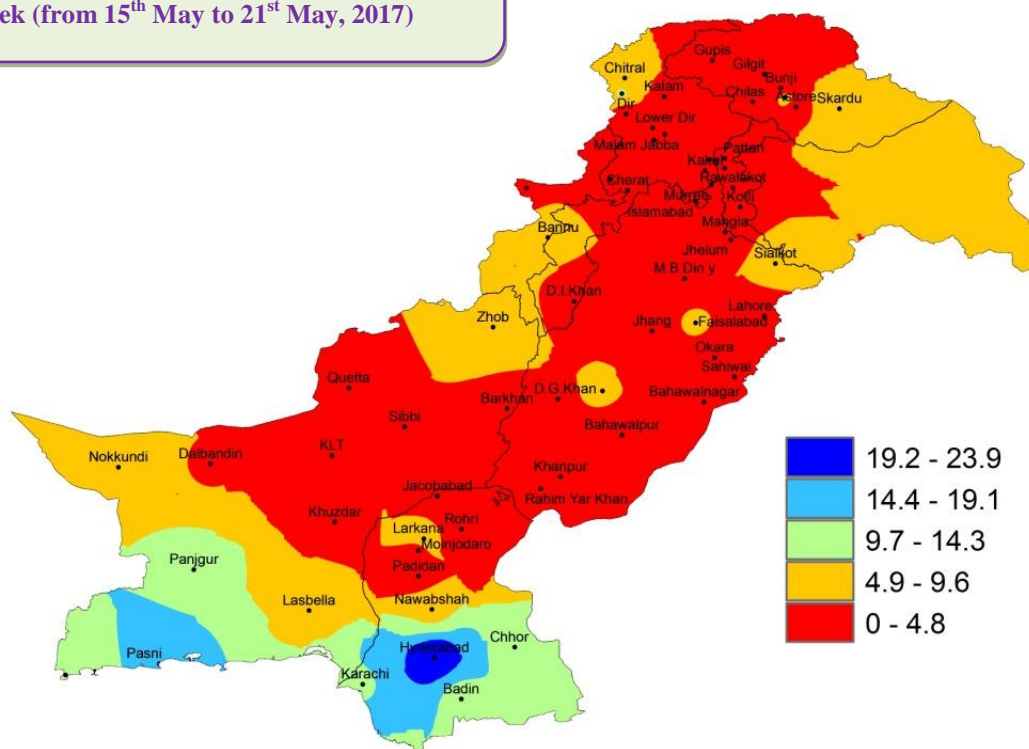 eek (from 15th May to 21st May, 2017)
Gupis
Gilgit
Chitral
Bunji
Kalam
Chilas
Astore
Skardu
Dir
Lower Dir
Malam Jabba
Pattan
Rawalakot
Cherat
Murree
Kotli
Islamabad
Mangla
Bannu
Jhelum
Sialkot
M.B Din y
D.I.Khan
Lahore
Zhob
Jhang
Faisalabad
Okara
Sahiwal
Quetta
D.G.Khan
Bahawalnagar
Barkhan
Sibbi
Bahawalpur
KLT
Nokkundi
Dalbandin
Khanpur
Jacobabad
Rahim Yar Khan
Khuzdar
Rohri
Larkana
Moinjodaro
Panjgur
Padidan
Lasbella
Nawabshah
Chhor
Pasni
Hyderabad
Karachi
Badin
19.2 - 23.9
14.4 - 19.1
9.7 - 14.3
4.9 - 9.6
0 - 4.8